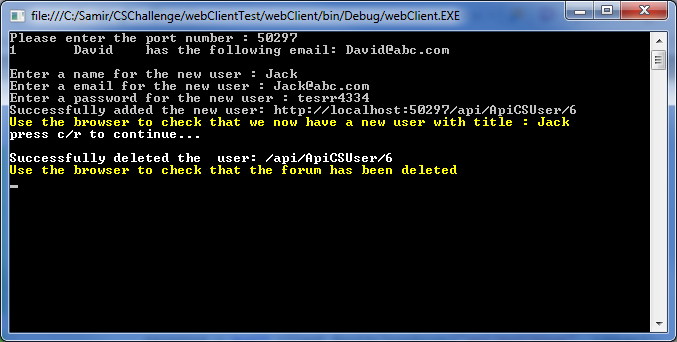 file:///C:/Samir/CSChallenge/webClientTest/webClient/bin/Debug/webClient.EXE
Please enter the port number : 50297
1 David has the following email: David@abc.com
Enter a name for the new user : Jack
Enter a email for the new user : Jack@abc.com
Enter a password for the new user : tesrr4334
Successfully added the new user: http://localhost:50297/api/ApiCSUser/6
Use the browser to check that we now have a new user with title : Jack
press c/r to continue...
Successfully deleted the  user: /api/ApiCSUser/6
Use the browser to check that the forum has been deleted